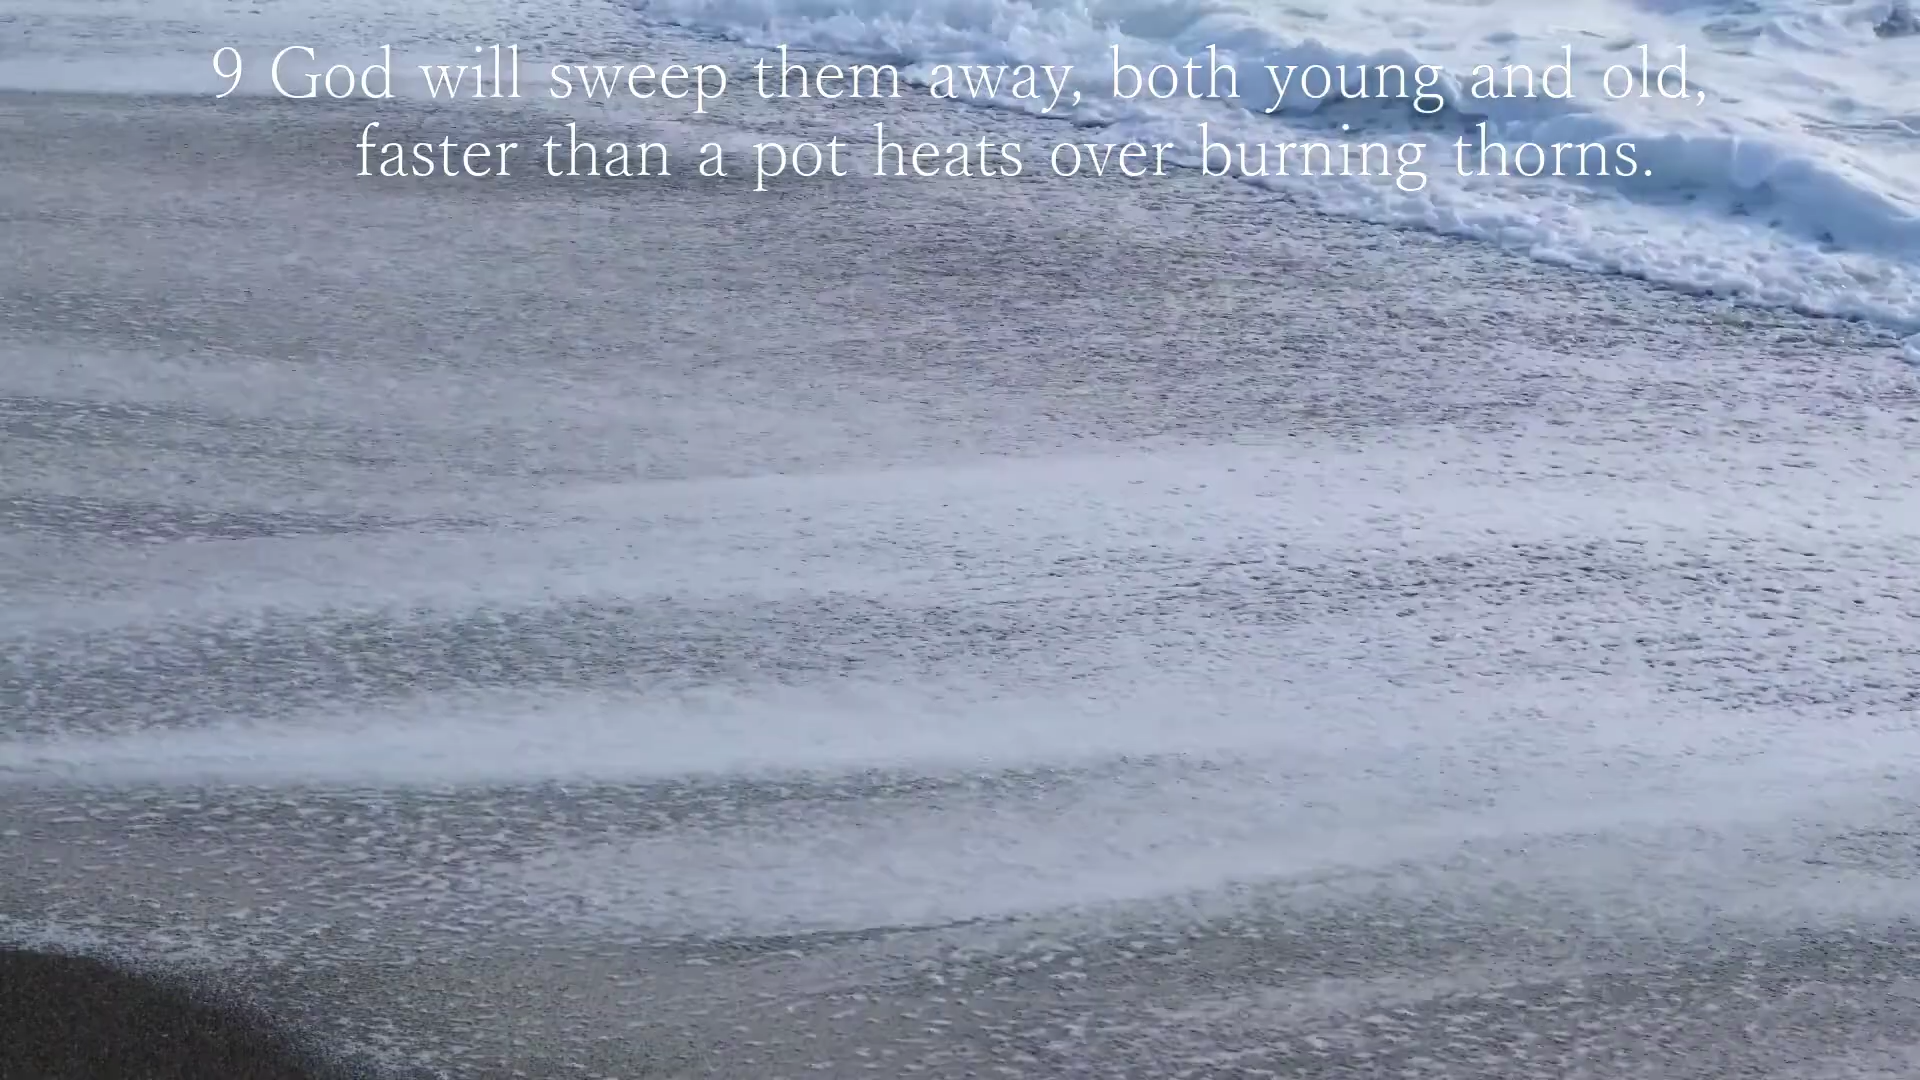 9 God will sweep them away, both young and old,
faster than a pot heats over burning thorns.